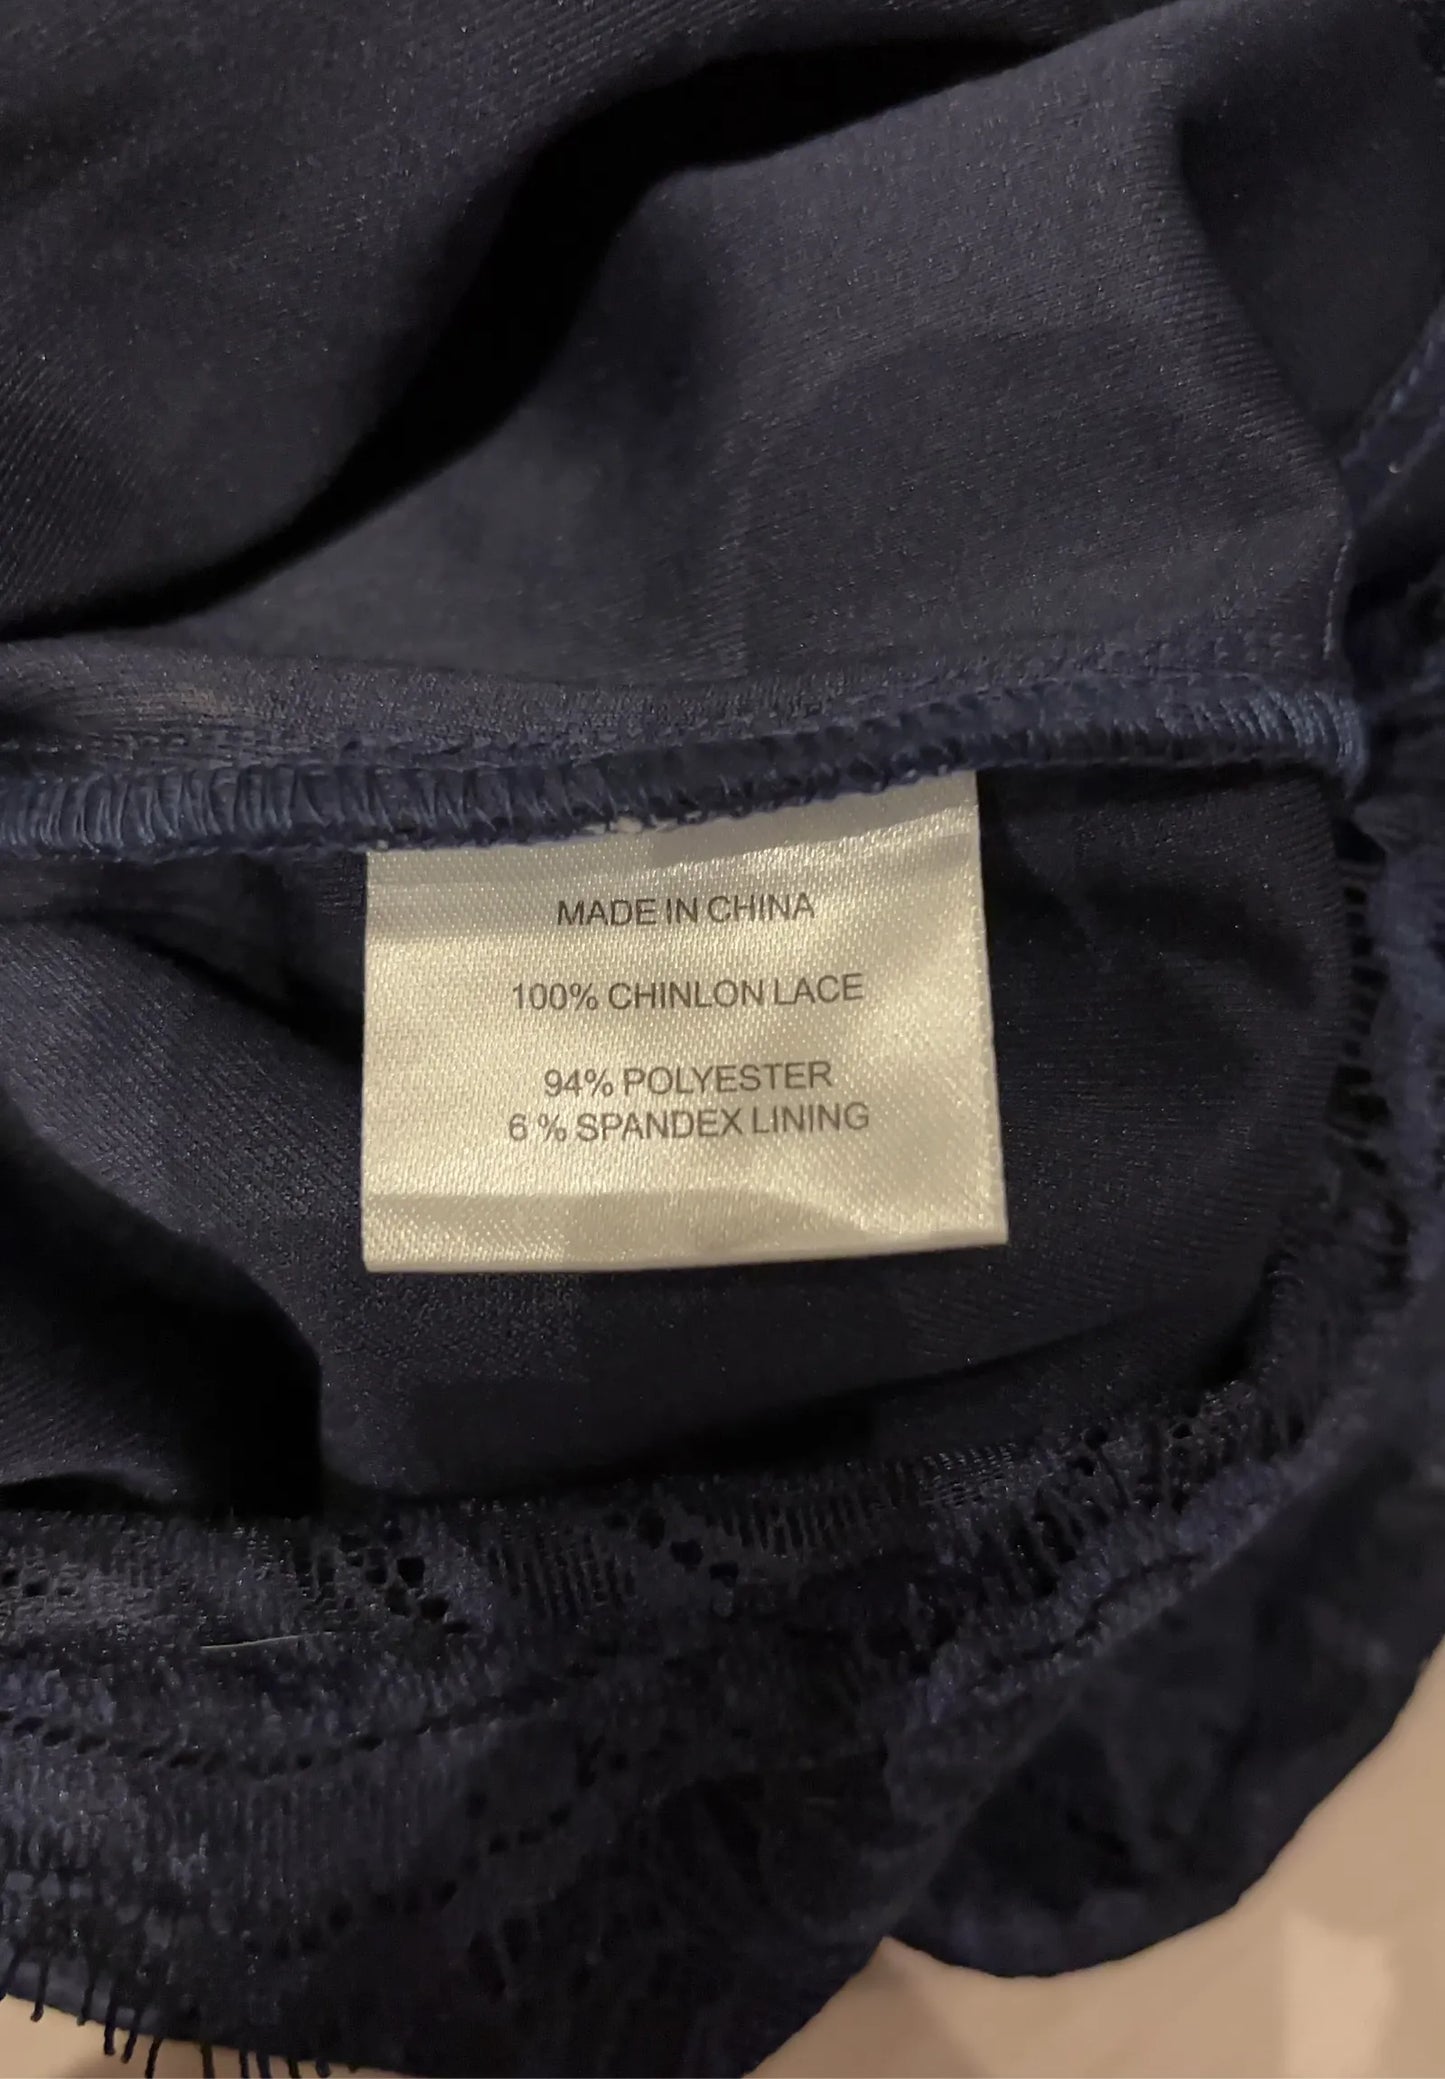 MADE IN CHINA
100% CHINLON LACE
94% POLYESTER
6 % SPANDEX LINING